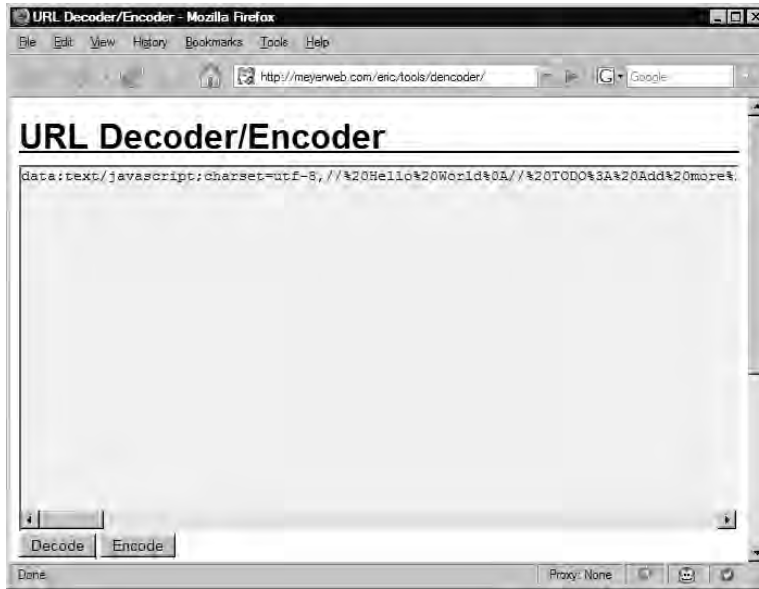 URL Decoder/Encoder - Mozilla Firefox
File Edit View History Bookmarks Tools Help
http://meyerweb.com/eric/tools/dencoder/ G Google
URL Decoder/Encoder
data:text/javascript;charset=utf-8,//%20Hello%20World%0A//%20TODO%3A%20Add%20more%
Decode Encode
Done Proxy: None